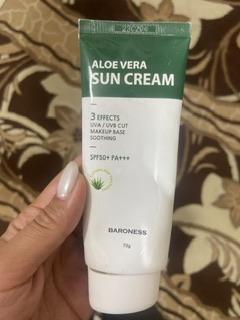 ALOE VERA
SUN CREAM
3 EFFECTS
UVA / UVB CUT
MAKEUP BASE
SOOTHING
SPF50+ PA+++
BARONESS
70g